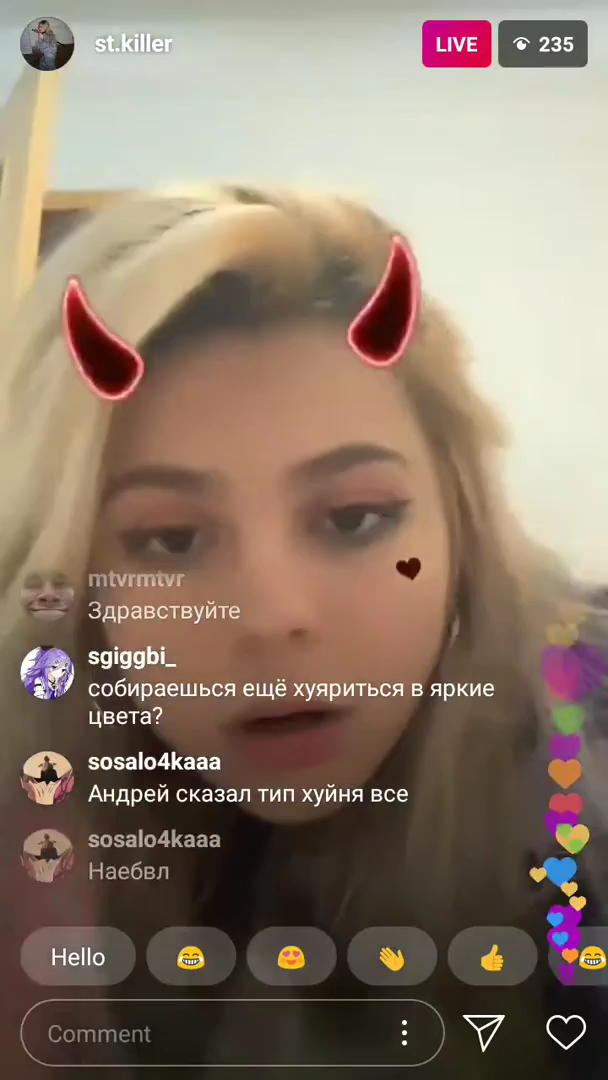 st.killer
LIVE
235
mtvrmtvr
Здравствуйте
sgiggbi_
собираешься ещё хуяриться в яркие
цвета?
sosalo4kaaa
Андрей сказал тип хуйня все
sosalo4kaaa
Наебвл
Hello
Comment